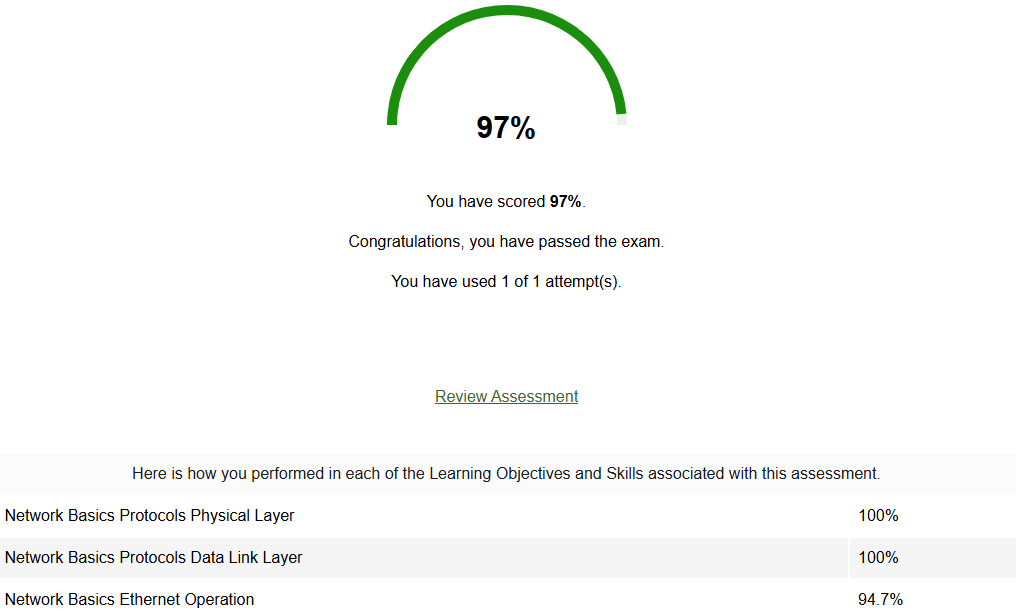 97%
You have scored 97%.
Congratulations, you have passed the exam.
You have used 1 of 1 attempt(s).
Review Assessment
Here is how you performed in each of the Learning Objectives and Skills associated with this assessment.
Network Basics Protocols Physical Layer 100%
Network Basics Protocols Data Link Layer 100%
Network Basics Ethernet Operation 94.7%